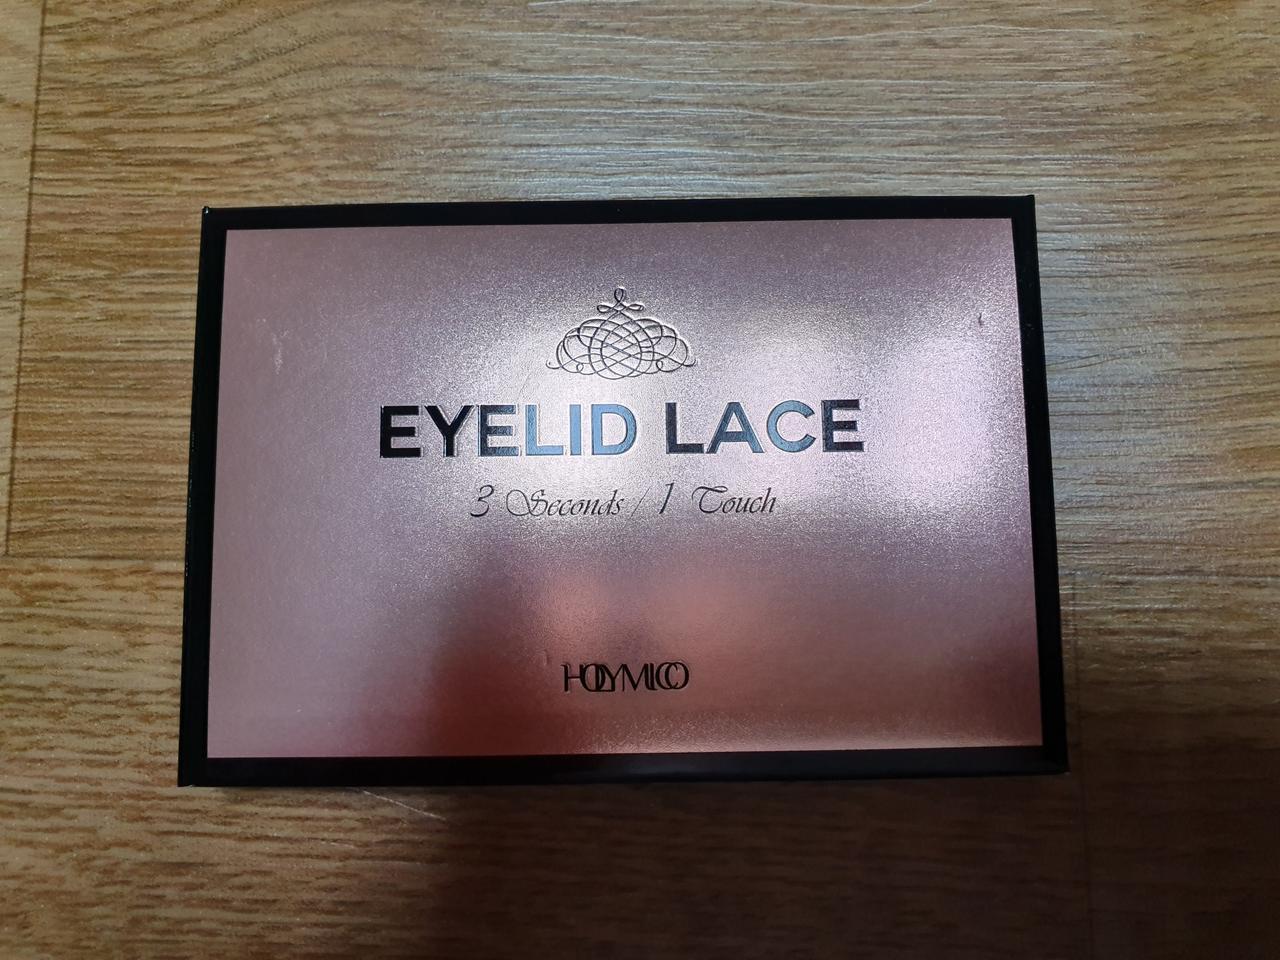 EYELID LACE
3 Seconds / 1 Touch
HOLYMICO